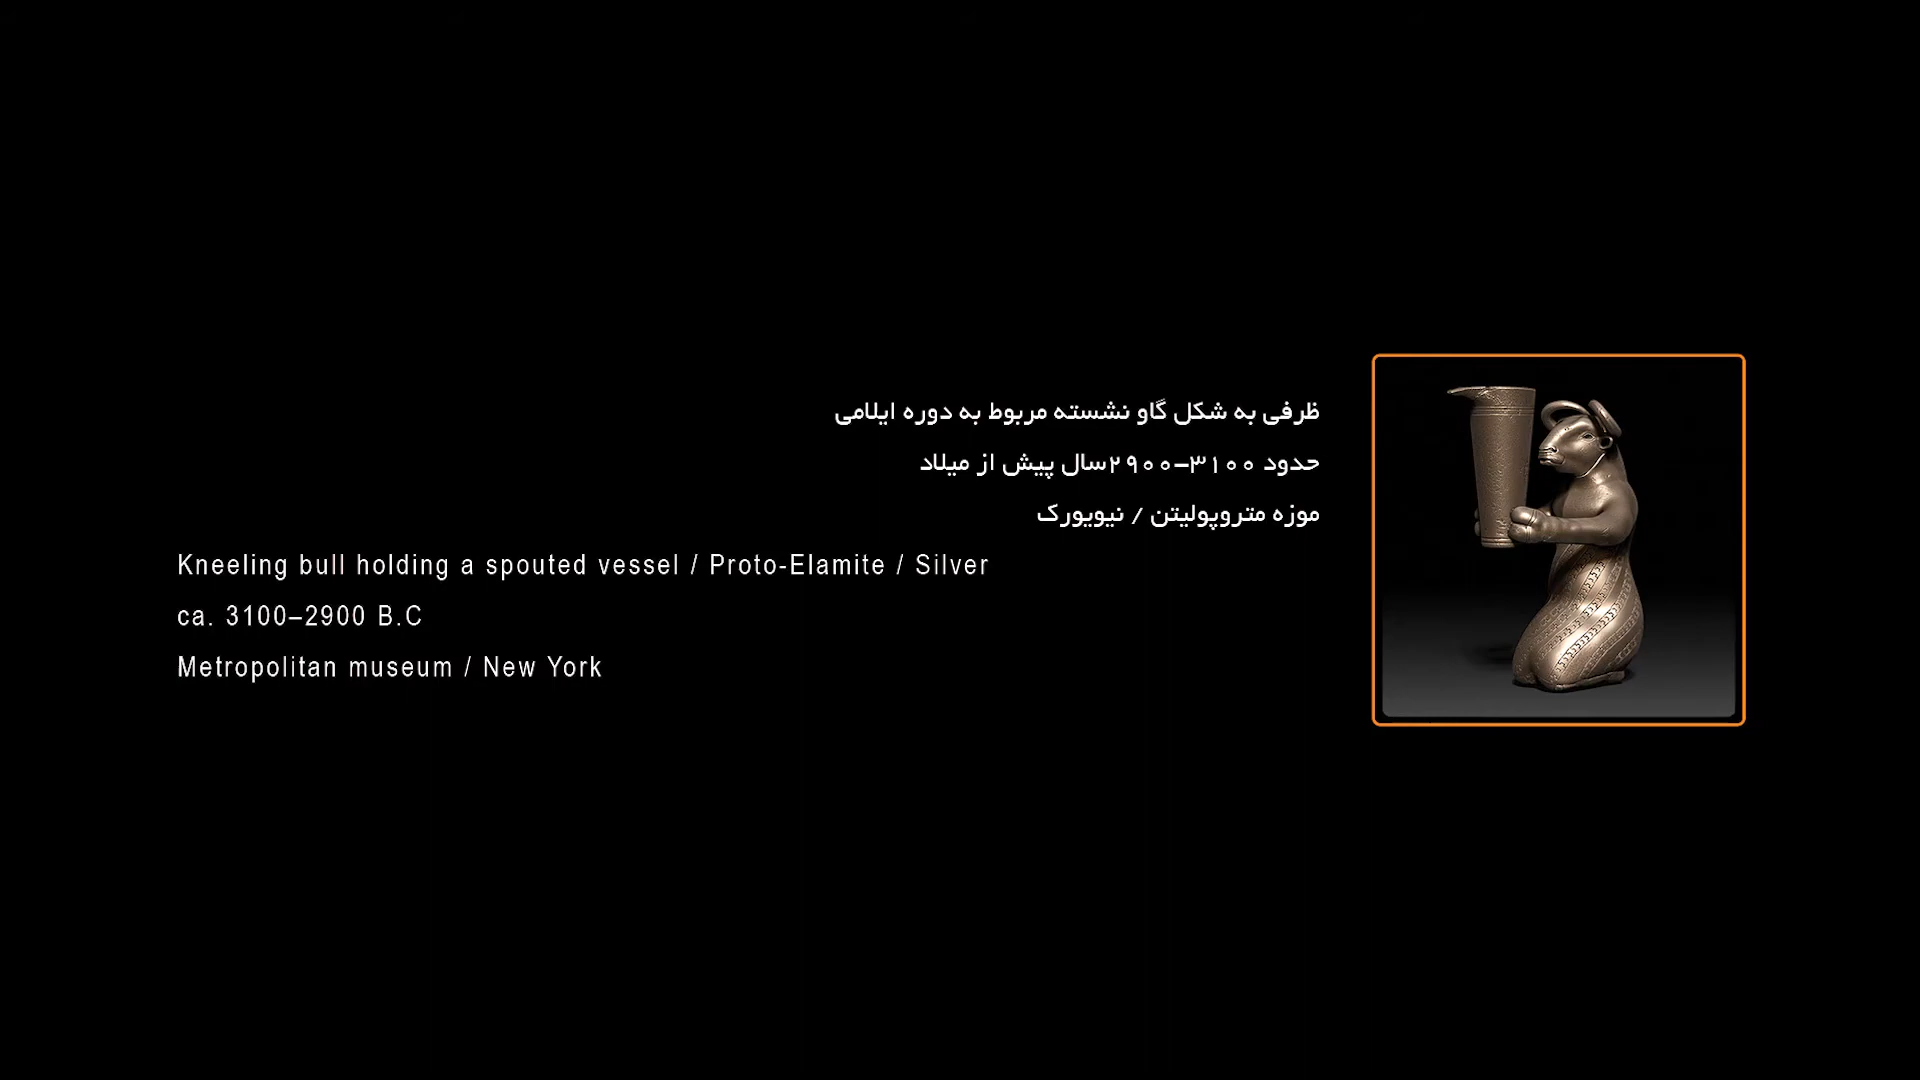 ظرفی به شکل گاو نشسته مربوط به دوره ایلامی
حدود ۳۱۰۰–۲۹۰۰سال پیش از میلاد
موزه متروپولیتن / نیویورک
Kneeling bull holding a spouted vessel / Proto-Elamite / Silver
ca. 3100–2900 B.C
Metropolitan museum / New York